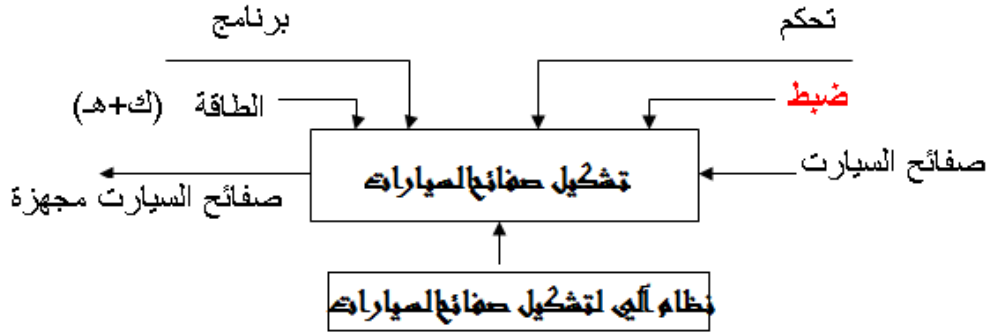 تحكم
برنامج
ضبط
الطاقة (ك+هـ)
صفائح السيارت
تشكيل صفائح السيارات
صفائح السيارت مجهزة
نظام آلي لتشكيل صفائح السيارات